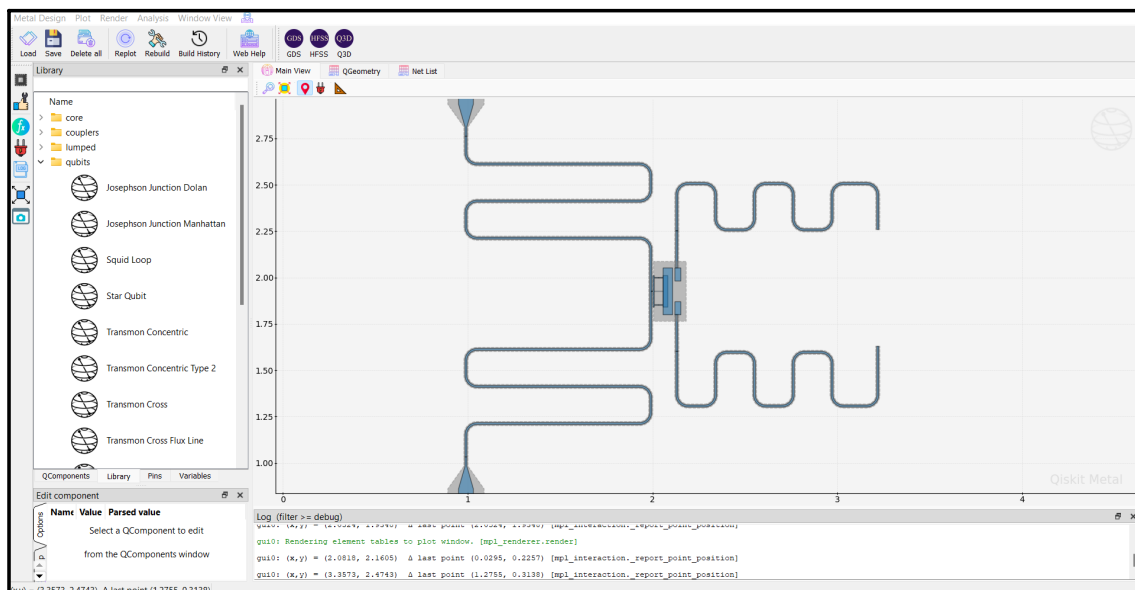 Metal Design Plot Render Analysis Window View
GDS HFSS Q3D
Load Save Delete all Replot Rebuild Build History Web Help GDS HFSS Q3D
Library
Main View QGeometry Net List
Name
core
couplers
lumped
qubits
Josephson Junction Dolan
Josephson Junction Manhattan
Squid Loop
Star Qubit
Transmon Concentric
Transmon Concentric Type 2
Transmon Cross
Transmon Cross Flux Line
2.75
2.50
2.25
2.00
1.75
1.50
1.25
1.00
0 1 2 3 4
Qiskit Metal
QComponents Library Pins Variables
Edit component
Options
Name Value Parsed value
Select a QComponent to edit
from the QComponents window
Log (filter >= debug)
gui0: Rendering element tables to plot window. [mpl_renderer.render]
gui0: (x,y) = (2.0818, 2.1605) Δ last point (0.0295, 0.2257) [mpl_interaction._report_point_position]
gui0: (x,y) = (3.3573, 2.4743) Δ last point (1.2755, 0.3138) [mpl_interaction._report_point_position]